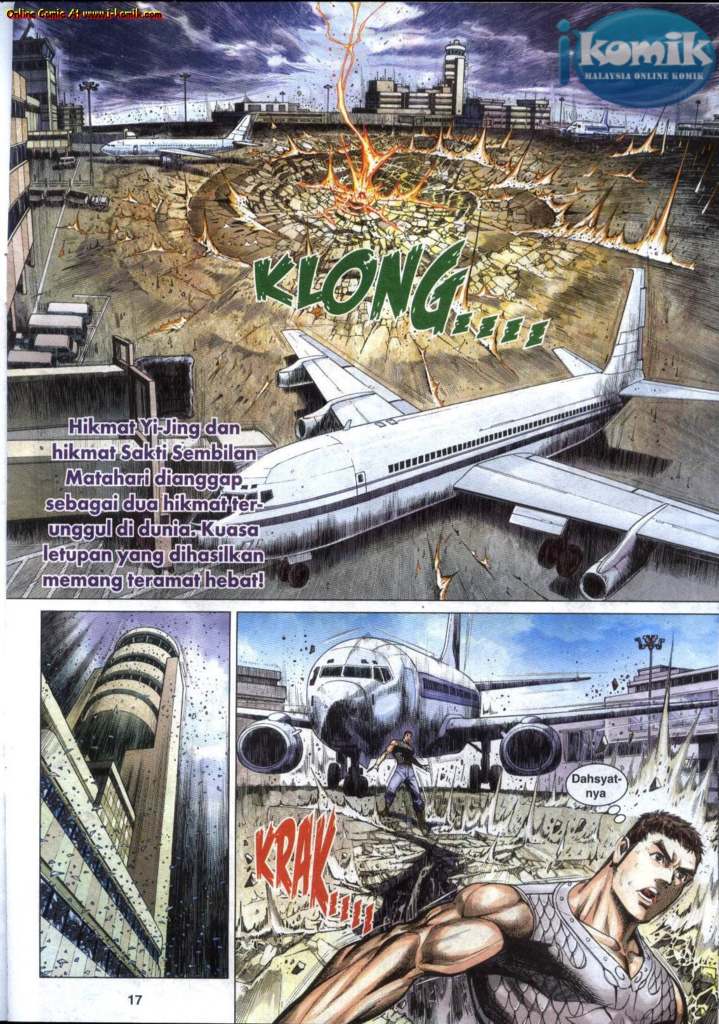 Online Comic At www.i-komik.com
ikomik
MALAYSIA ONLINE KOMIK
KLONG....zzzz
Hikmat Yi-Jing dan
hikmat Sakti Sembilan
Matahari dianggap
sebagai dua hikmat ter-
unggul di dunia. Kuasa
letupan yang dihasilkan
memang teramat hebat!
Dahsyat-
nya
KRAK....
17